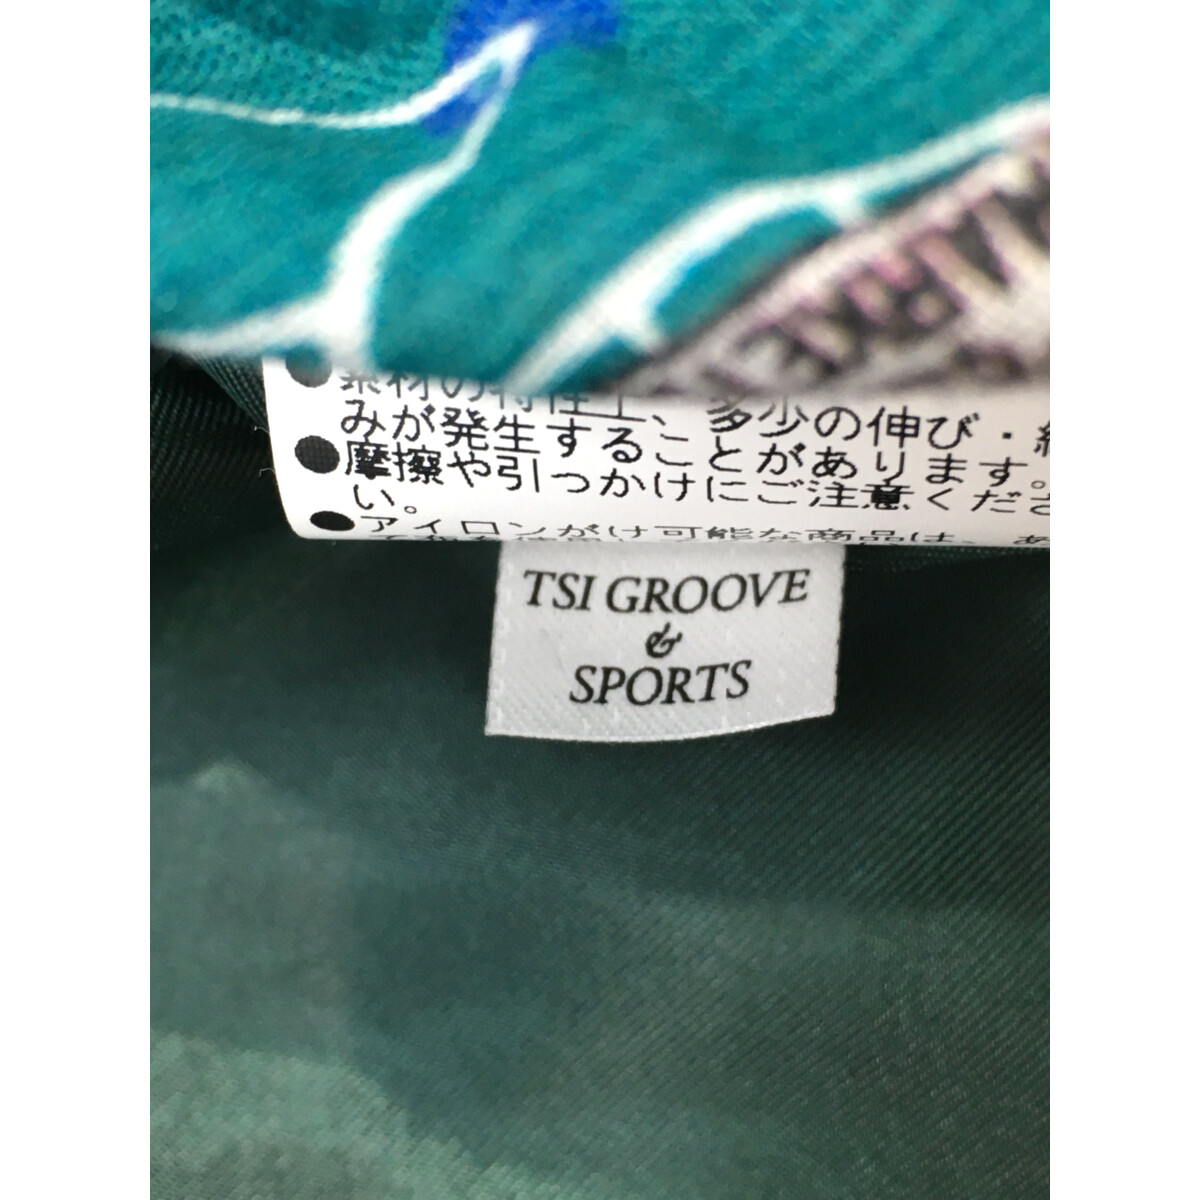 素材の特性上、多少の伸び・縮
みが発生することがあります。
●摩擦や引っかけにご注意くださ
い。
●アイロンがけ可能な商品は、あ
TSI GROOVE
&
SPORTS